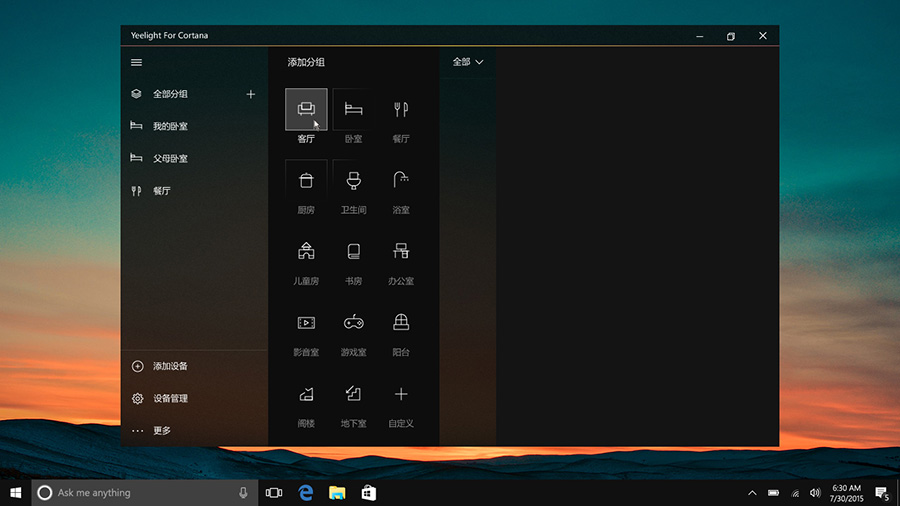 Yeelight For Cortana
全部分组
我的卧室
父母卧室
餐厅
添加设备
设备管理
更多
添加分组
客厅 卧室 餐厅
厨房 卫生间 浴室
儿童房 书房 办公室
影音室 游戏室 阳台
阁楼 地下室 自定义
全部
Ask me anything
6:30 AM
7/30/2015
5